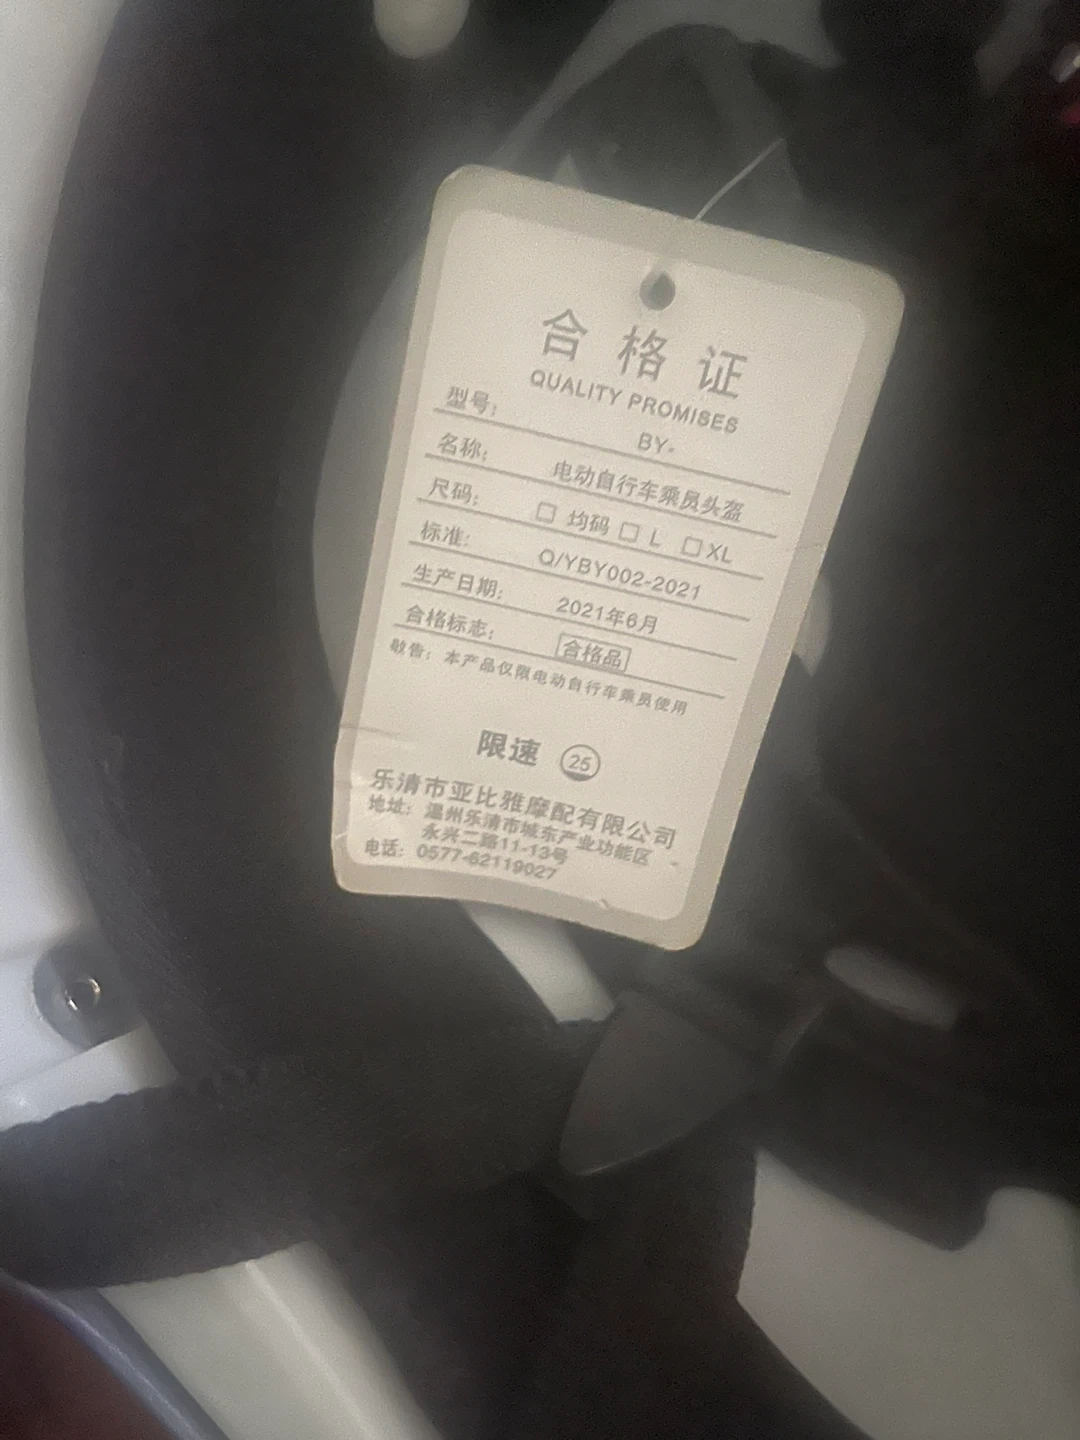 合格证
QUALITY PROMISES
型号： BY-
名称： 电动自行车乘员头盔
尺码： □ 均码 □ L □ XL
标准： Q/YBY002-2021
生产日期： 2021年6月
合格标志： 合格品
敬告：本产品仅限电动自行车乘员使用
限速 25
乐清市亚比雅摩配有限公司
地址：温州乐清市城东产业功能区
永兴二路11-13号
电话：0577-62119027